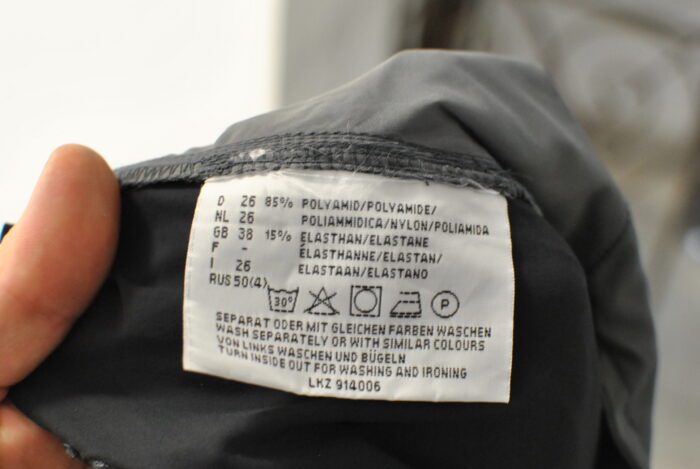 D 26 85% POLYAMID/POLYAMIDE/
NL 26 POLIAMMIDICA/NYLON/POLIAMIDA
GB 38 15% ELASTHAN/ELASTANE
F - ÉLASTHANNE/ELASTAN/
I 26 ELASTAAN/ELASTANO
RUS 50(4)
30° P
SEPARAT ODER MIT GLEICHEN FARBEN WASCHEN
WASH SEPARATELY OR WITH SIMILAR COLOURS
VON LINKS WASCHEN UND BÜGELN
TURN INSIDE OUT FOR WASHING AND IRONING
LKZ 914006